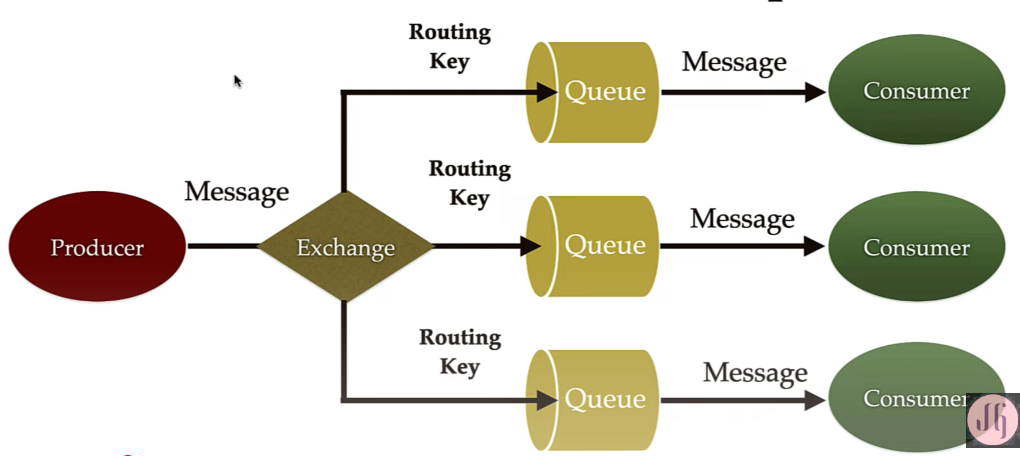 Routing
Key
Queue
Message
Consumer
Producer
Message
Exchange
Routing
Key
Queue
Message
Consumer
Routing
Key
Queue
Message
Consumer